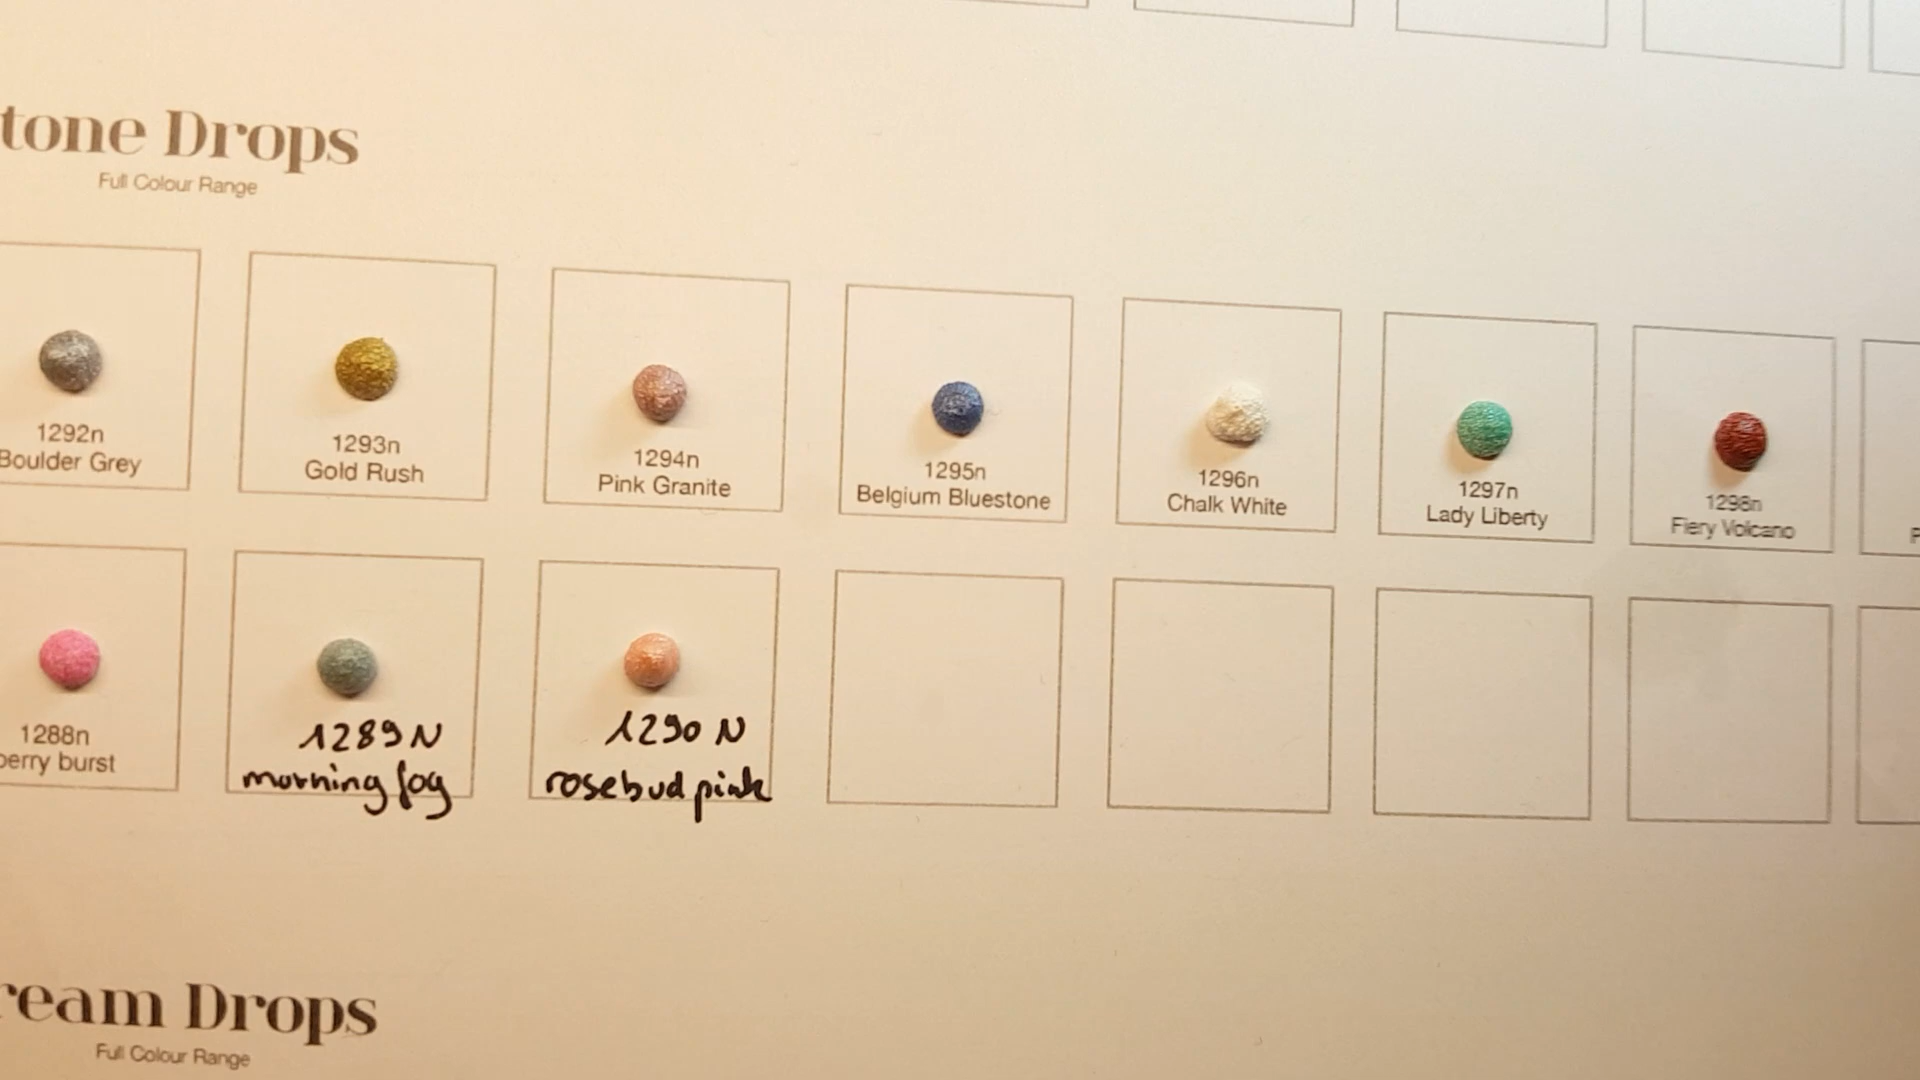 tone Drops
Full Colour Range
1292n
Boulder Grey
1293n
Gold Rush
1294n
Pink Granite
1295n
Belgium Bluestone
1296n
Chalk White
1297n
Lady Liberty
1298n
Fiery Volcano
P
1288n
berry burst
1289N
morning fog
1290 N
rosebud pink
ream Drops
Full Colour Range